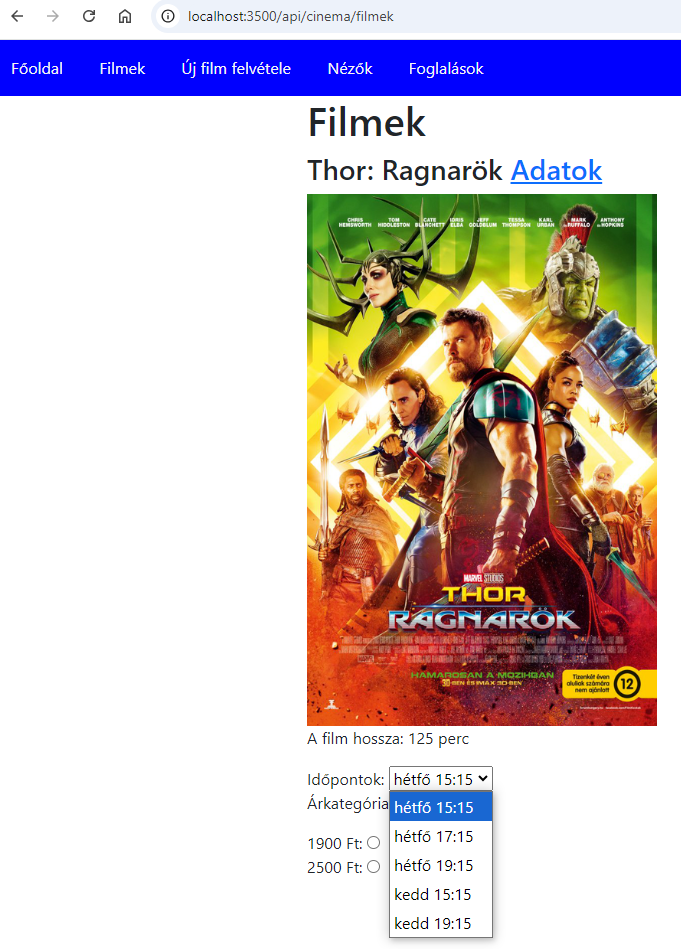 localhost:3500/api/cinema/filmek
Főoldal Filmek Új film felvétele Nézők Foglalások
Filmek
Thor: Ragnarök Adatok
CHRIS HEMSWORTH TOM HIDDLESTON CATE BLANCHETT IDRIS ELBA JEFF GOLDBLUM TESSA THOMPSON KARL URBAN MARK RUFFALO ANTHONY HOPKINS
MARVEL STUDIOS
THOR
RAGNARÖK
HAMAROSAN A MOZIKBAN
3D-BEN ÉS IMAX 3D-BEN
Tizenkét éven
aluliak számára
nem ajánlott
12
A film hossza: 125 perc
Időpontok: hétfő 15:15
Árkategória
hétfő 15:15
hétfő 17:15
1900 Ft:
hétfő 19:15
2500 Ft:
kedd 15:15
kedd 19:15